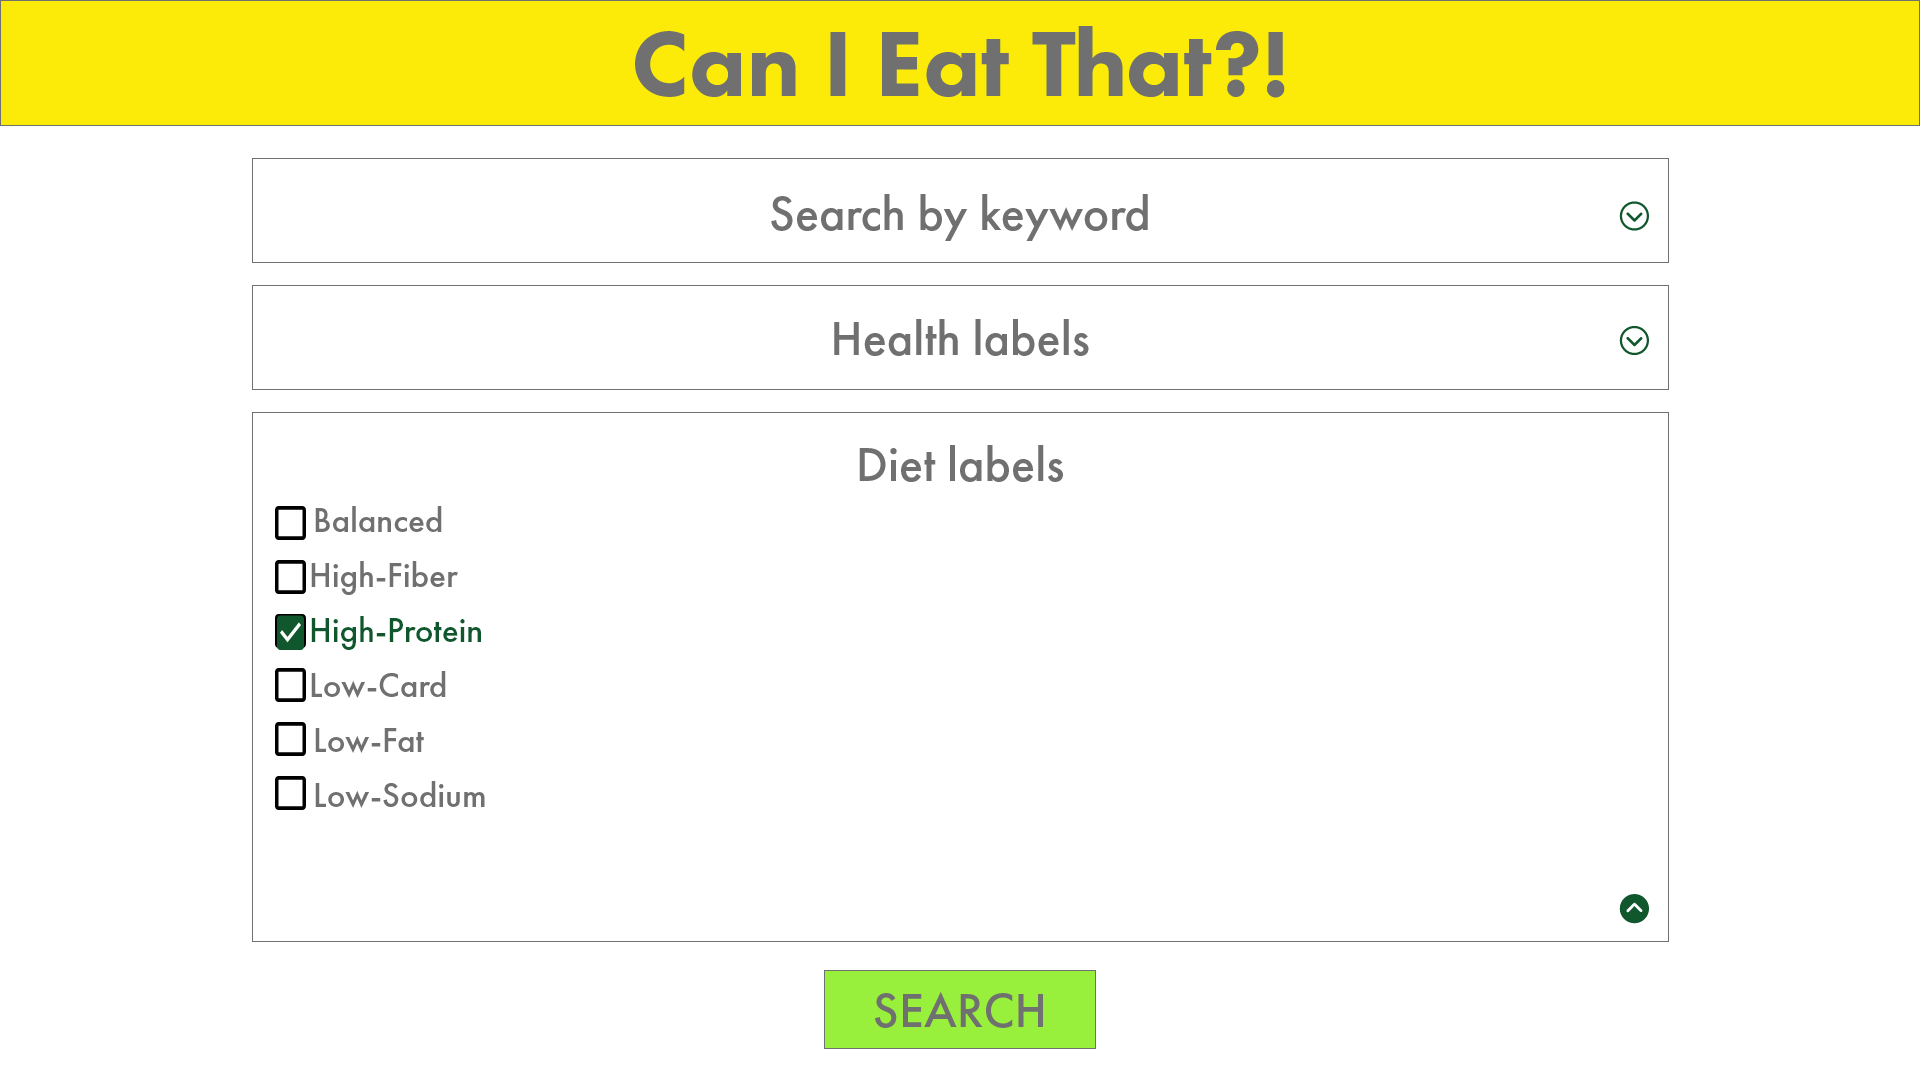 Can I Eat That?!
Search by keyword
Health labels
Diet labels
Balanced
High-Fiber
High-Protein
Low-Card
Low-Fat
Low-Sodium
SEARCH